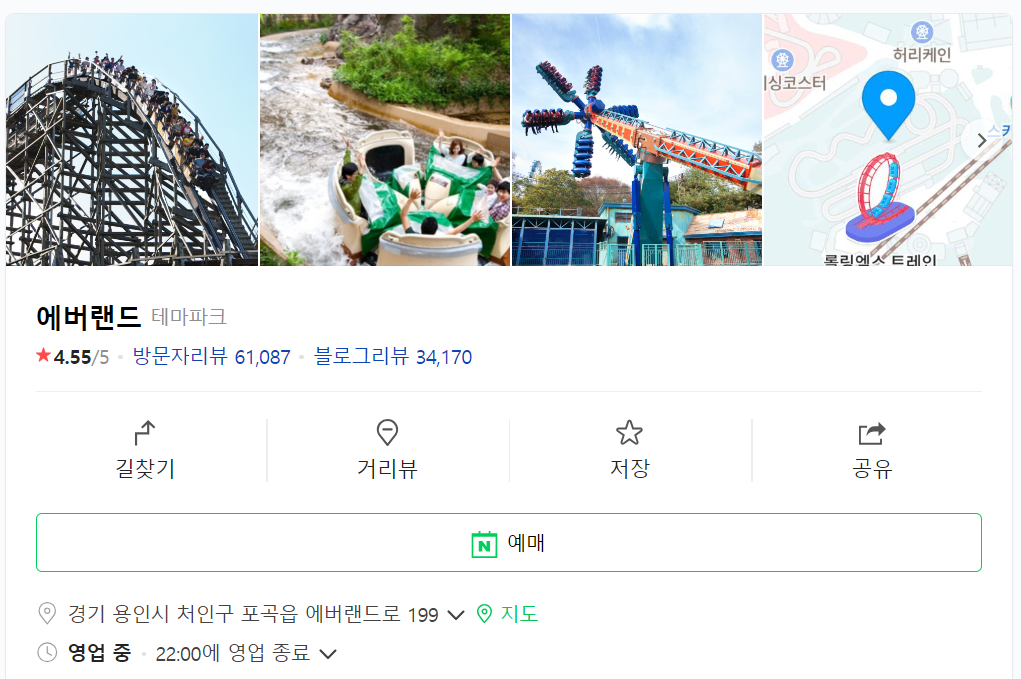 허리케인
싱코스터
스카
롤링엑스 트레인
에버랜드 테마파크
4.55/5 · 방문자리뷰 61,087 · 블로그리뷰 34,170
길찾기
거리뷰
저장
공유
N 예매
경기 용인시 처인구 포곡읍 에버랜드로 199 지도
영업 중 · 22:00에 영업 종료